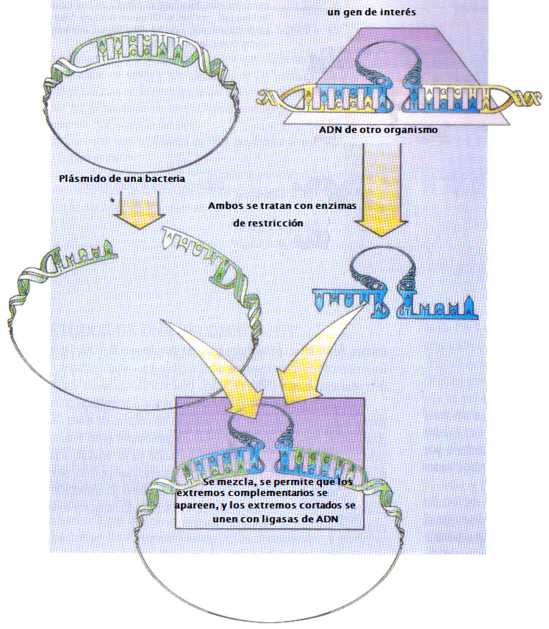 un gen de interés
ADN de otro organismo
Plásmido de una bacteria
Ambos se tratan con enzimas
de restricción
Se mezcla, se permite que los
extremos complementarios se
apareen, y los extremos cortados se
unen con ligasas de ADN